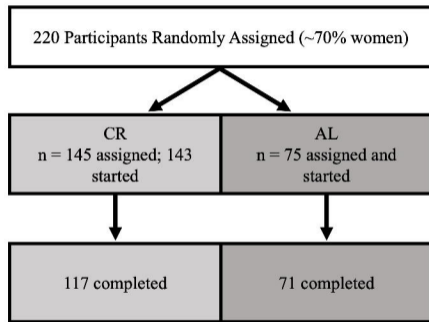 220 Participants Randomly Assigned (~70% women)
CR
n = 145 assigned; 143
started
AL
n = 75 assigned and
started
117 completed
71 completed